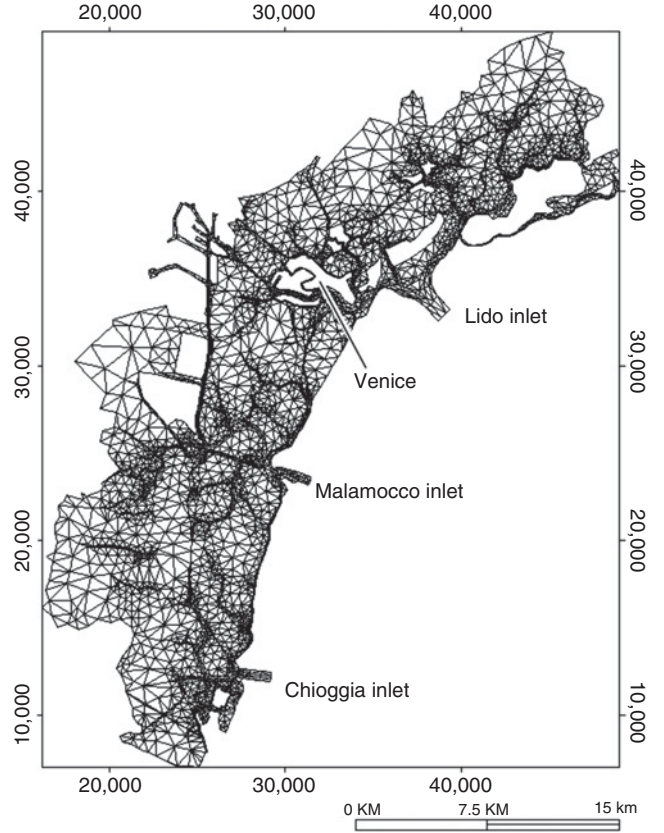 20,000 30,000 40,000
40,000 40,000
Lido inlet
30,000 30,000
Venice
Malamocco inlet
20,000 20,000
Chioggia inlet
10,000 10,000
20,000 30,000 40,000
0 KM 7.5 KM 15 km